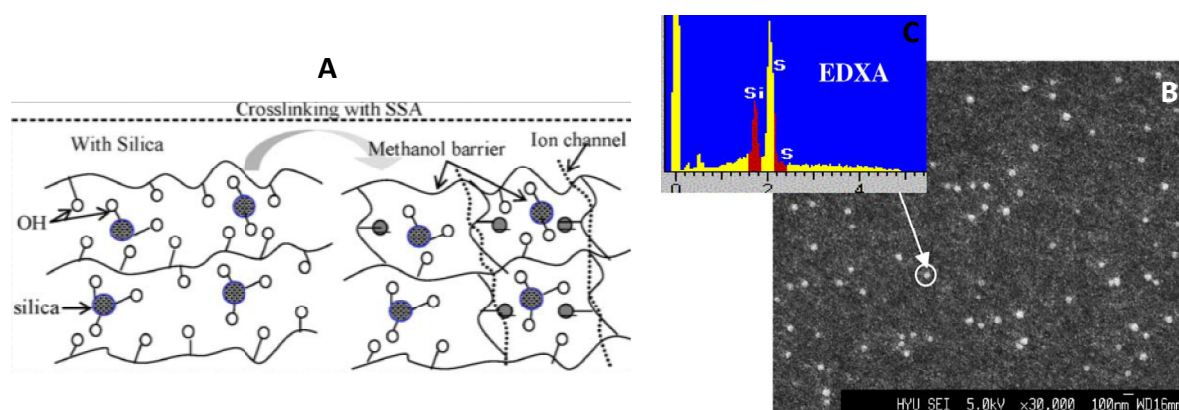 A
Crosslinking with SSA
With Silica
Methanol barrier
Ion channel
OH
silica
C
EDXA
Si
S
S
0 2 4
B
HYU SEI 5.0kV x30,000 100nm WD16mm